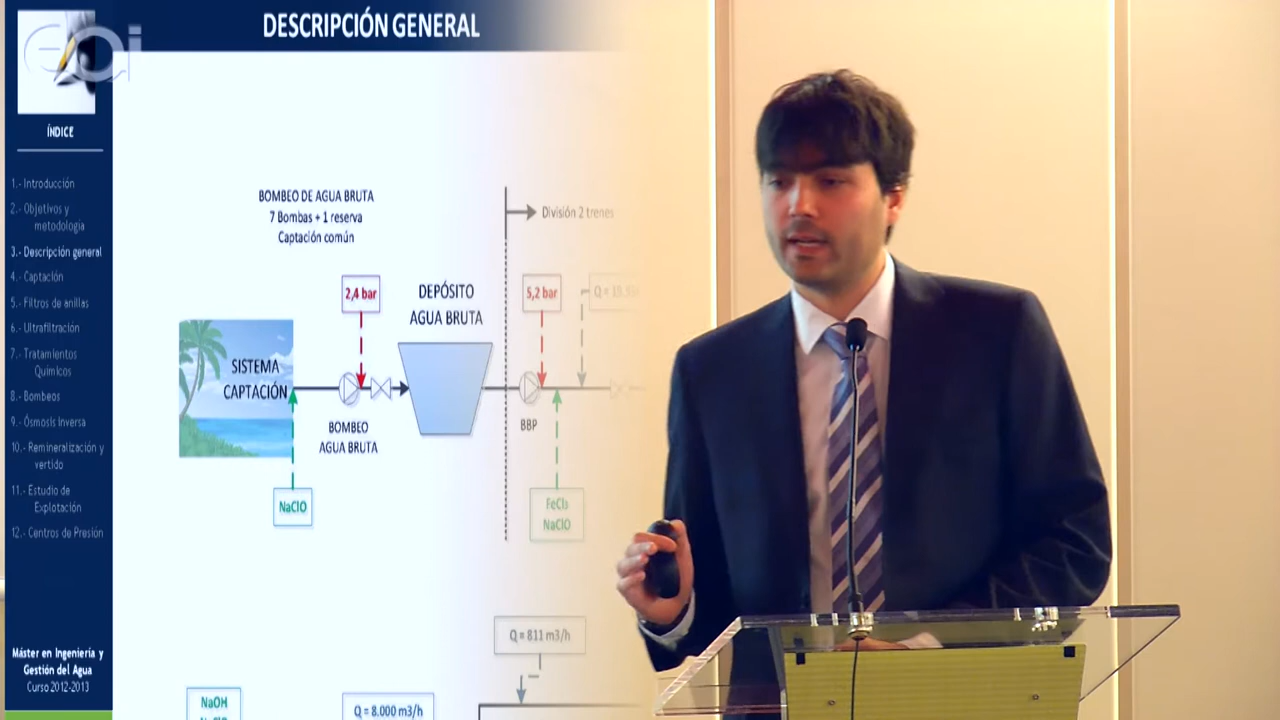 eoi
DESCRIPCIÓN GENERAL
ÍNDICE
1.- Introducción
2.- Objetivos y
metodología
3.- Descripción general
4.- Captación
5.- Filtros de anillas
6.- Ultrafiltración
7.- Tratamientos
Químicos
8.- Bombeos
9.- Ósmosis Inversa
10.- Remineralización y
vertido
11.- Estudio de
Explotación
12.- Centros de Presión
Máster en Ingeniería y
Gestión del Agua
Curso 2012-2013
BOMBEO DE AGUA BRUTA
7 Bombas + 1 reserva
Captación común
División 2 trenes
2,4 bar
DEPÓSITO
AGUA BRUTA
5,2 bar
SISTEMA
CAPTACIÓN
BOMBEO
AGUA BRUTA
BBP
NaClO
FeCl3
NaClO
Q = 811 m3/h
NaOH
Q = 8.000 m3/h